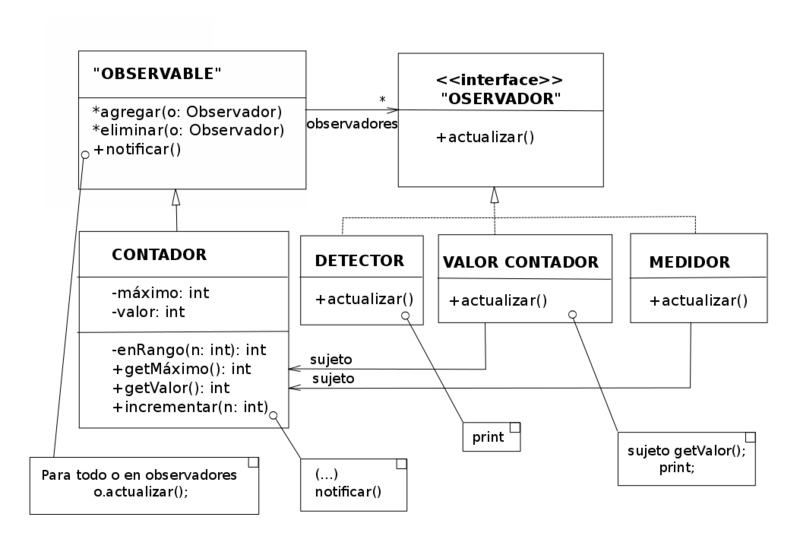 "OBSERVABLE"
*agregar(o: Observador)
*eliminar(o: Observador)
+notificar()
*
observadores
<<interface>>
"OSERVADOR"
+actualizar()
CONTADOR
-máximo: int
-valor: int
-enRango(n: int): int
+getMáximo(): int
+getValor(): int
+incrementar(n: int)
DETECTOR
+actualizar()
VALOR CONTADOR
+actualizar()
MEDIDOR
+actualizar()
sujeto
sujeto
Para todo o en observadores
o.actualizar();
(...)
notificar()
print
sujeto getValor();
print;